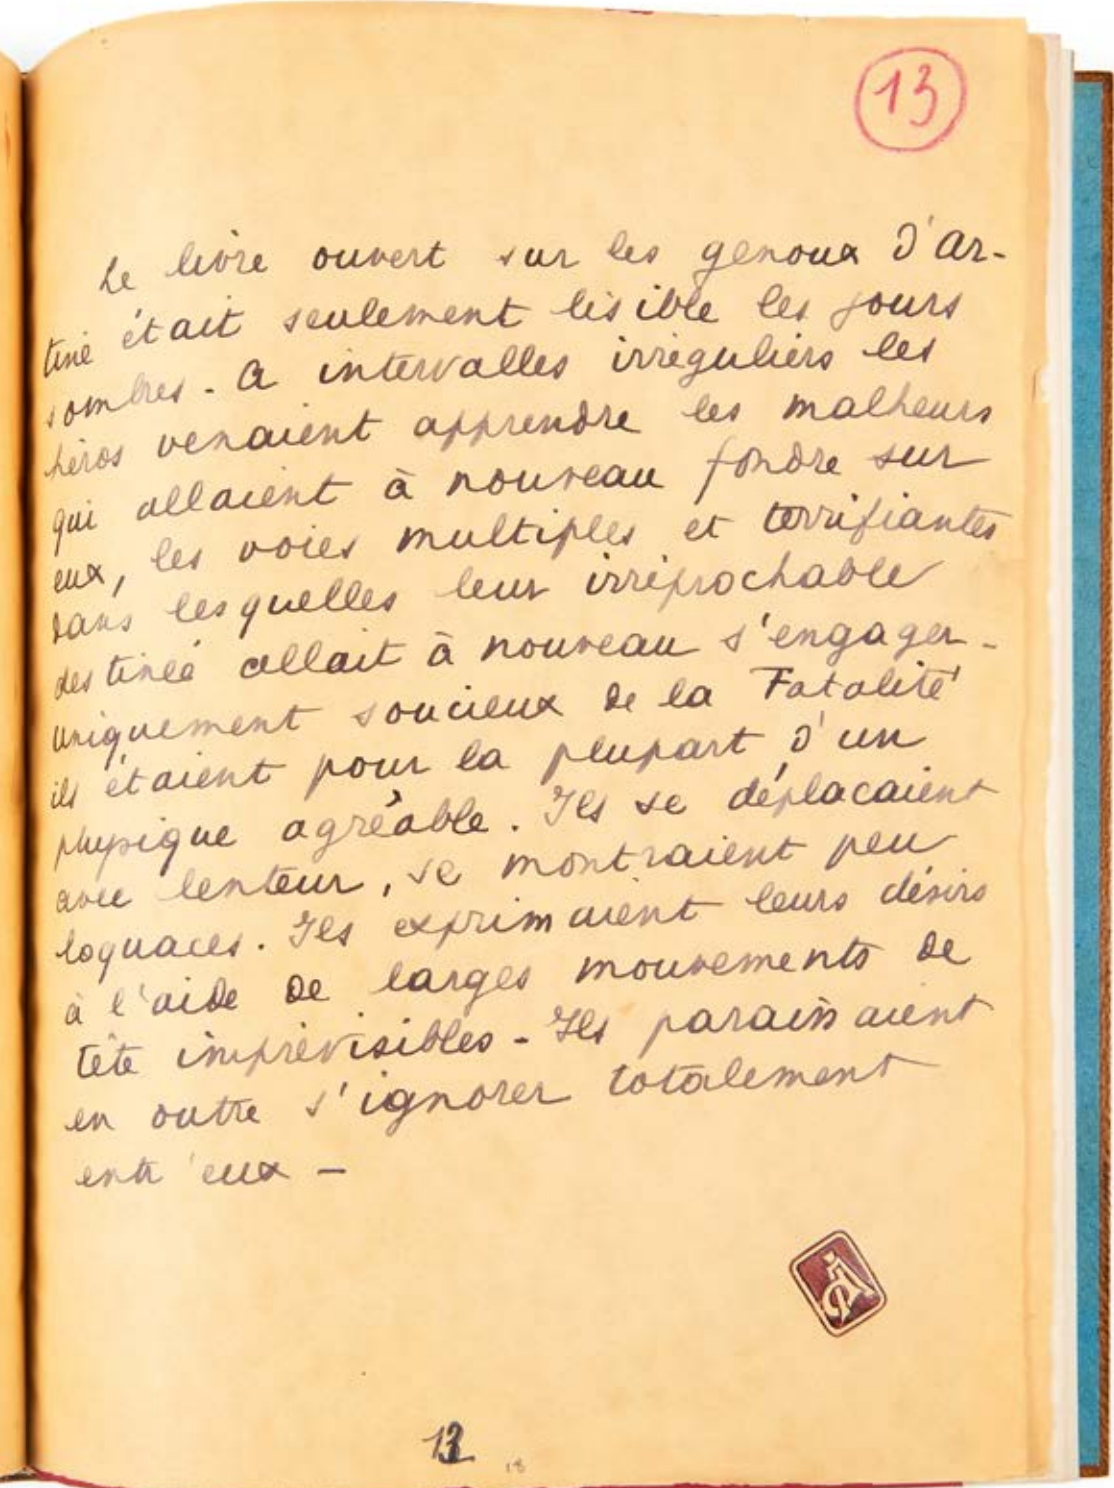 13
Le livre ouvert sur les genoux d'Ar-
tine était seulement lisible les jours
sombres - A intervalles irréguliers les
héros venaient apprendre les malheurs
qui allaient à nouveau fondre sur
eux, les voies multiples et terrifiantes
dans lesquelles leur irréprochable
destinée allait à nouveau s'engager -
uniquement soucieux de la Fatalité
ils étaient pour la plupart d'un
physique agréable. Ils se déplacaient
avec lenteur, se montraient peu
loquaces. Ils exprimaient leurs désirs
à l'aide de larges mouvements de
tête imprévisibles - Ils paraissaient
en outre s'ignorer totalement
entr'eux -
18